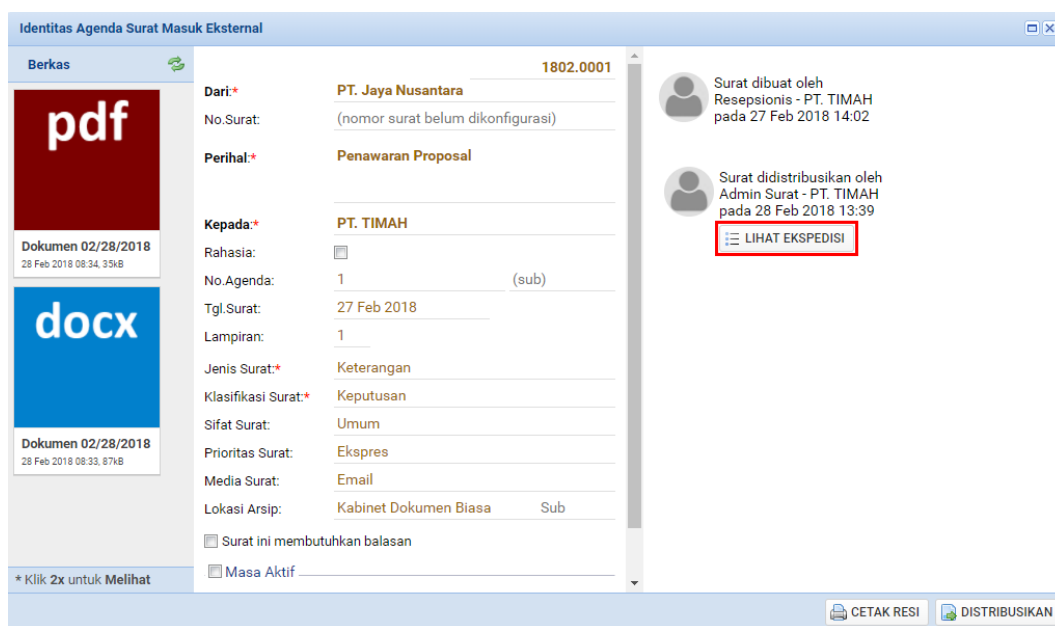 Identitas Agenda Surat Masuk Eksternal
Berkas
pdf
Dokumen 02/28/2018
28 Feb 2018 08:34, 35kB
docx
Dokumen 02/28/2018
28 Feb 2018 08:33, 87kB
* Klik 2x untuk Melihat
1802.0001
Dari:* PT. Jaya Nusantara
No.Surat: (nomor surat belum dikonfigurasi)
Perihal:* Penawaran Proposal
Kepada:* PT. TIMAH
Rahasia:
No.Agenda: 1 (sub)
Tgl.Surat: 27 Feb 2018
Lampiran: 1
Jenis Surat:* Keterangan
Klasifikasi Surat:* Keputusan
Sifat Surat: Umum
Prioritas Surat: Ekspres
Media Surat: Email
Lokasi Arsip: Kabinet Dokumen Biasa Sub
Surat ini membutuhkan balasan
Masa Aktif
Surat dibuat oleh
Resepsionis - PT. TIMAH
pada 27 Feb 2018 14:02
Surat didistribusikan oleh
Admin Surat - PT. TIMAH
pada 28 Feb 2018 13:39
LIHAT EKSPEDISI
CETAK RESI DISTRIBUSIKAN